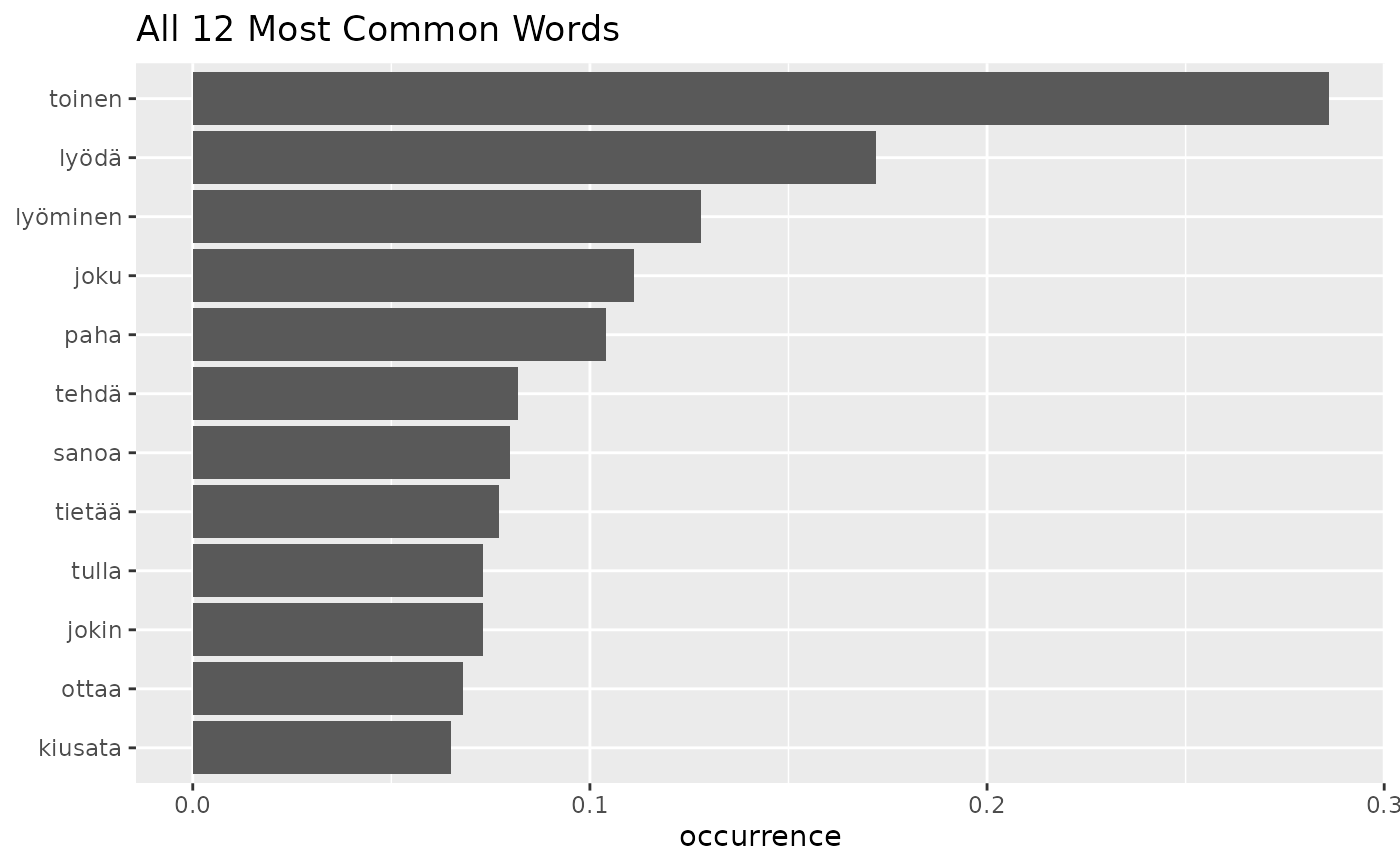 All 12 Most Common Words
toinen
lyödä
lyöminen
joku
paha
tehdä
sanoa
tietää
tulla
jokin
ottaa
kiusata
0.0 0.1 0.2 0.3
occurrence